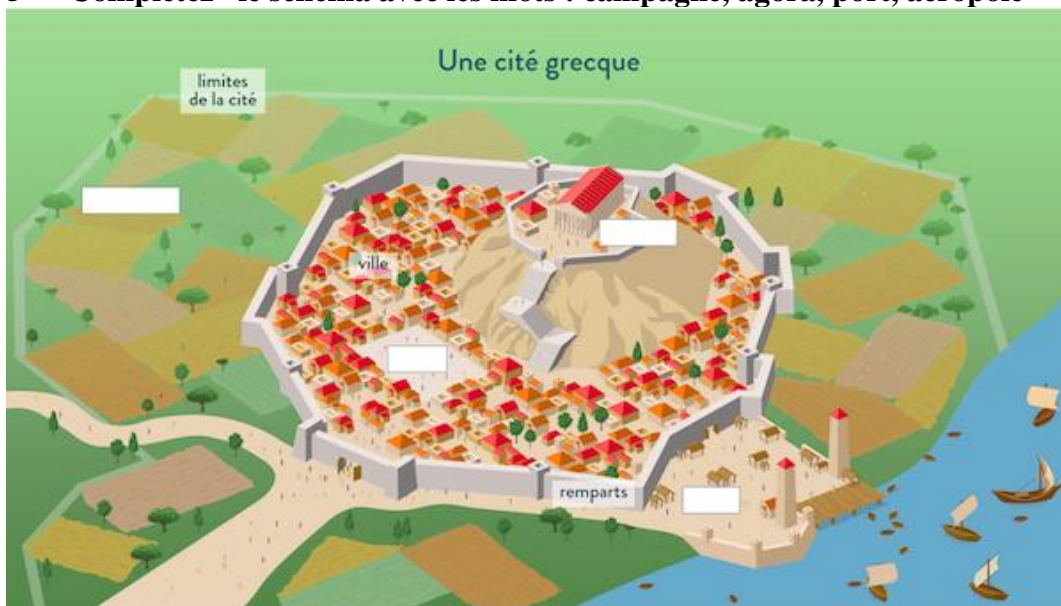 Complétez le schéma avec les mots : campagne, agora, port, acropole
Une cité grecque
limites
de la cité
ville
remparts